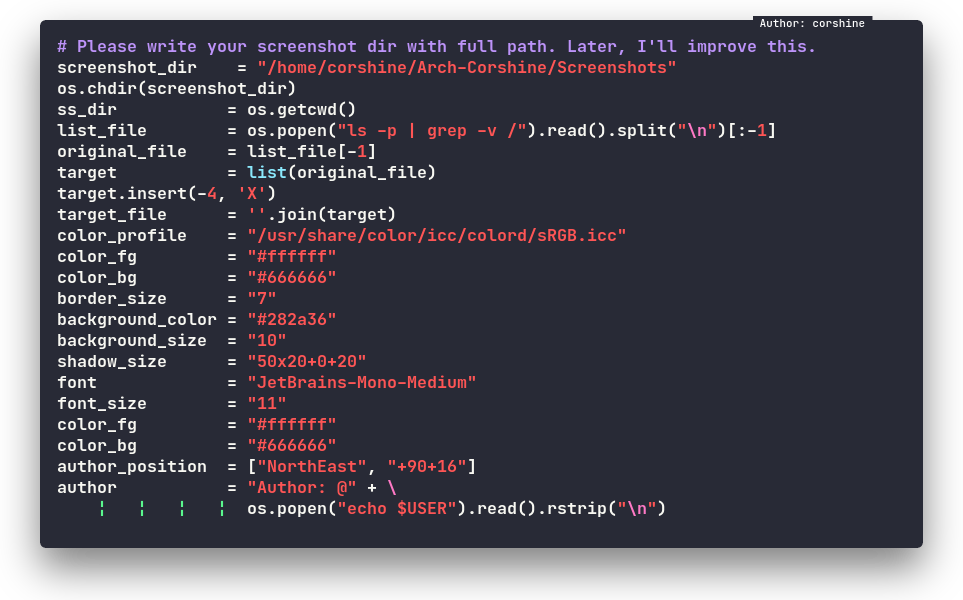 Author: corshine
# Please write your screenshot dir with full path. Later, I'll improve this.
screenshot_dir    = "/home/corshine/Arch-Corshine/Screenshots"
os.chdir(screenshot_dir)
ss_dir           = os.getcwd()
list_file        = os.popen("ls -p | grep -v /").read().split("\n")[:-1]
original_file    = list_file[-1]
target           = list(original_file)
target.insert(-4, 'X')
target_file      = ''.join(target)
color_profile    = "/usr/share/color/icc/colord/sRGB.icc"
color_fg         = "#ffffff"
color_bg         = "#666666"
border_size      = "7"
background_color = "#282a36"
background_size  = "10"
shadow_size      = "50x20+0+20"
font             = "JetBrains-Mono-Medium"
font_size        = "11"
color_fg         = "#ffffff"
color_bg         = "#666666"
author_position  = ["NorthEast", "+90+16"]
author           = "Author: @" + \
    ¦   ¦   ¦   ¦  os.popen("echo $USER").read().rstrip("\n")